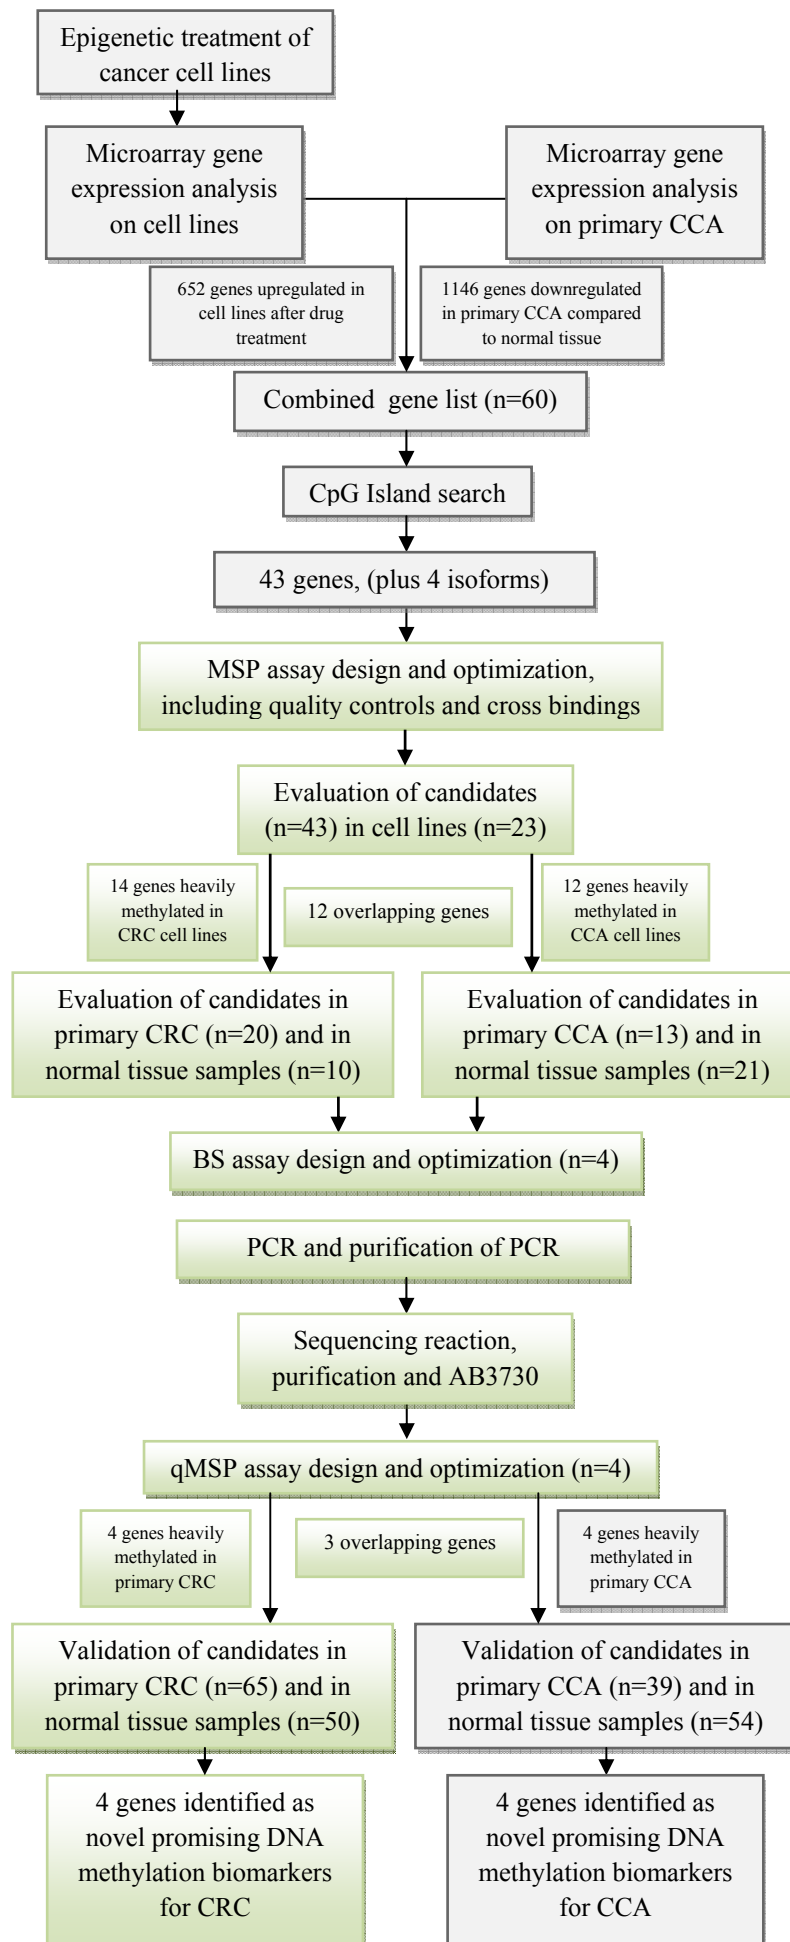 Epigenetic treatment of
cancer cell lines
Microarray gene
expression analysis
on cell lines
Microarray gene
expression analysis
on primary CCA
652 genes upregulated in
cell lines after drug
treatment
1146 genes downregulated
in primary CCA compared
to normal tissue
Combined gene list (n=60)
CpG Island search
43 genes, (plus 4 isoforms)
MSP assay design and optimization,
including quality controls and cross bindings
Evaluation of candidates
(n=43) in cell lines (n=23)
14 genes heavily
methylated in
CRC cell lines
12 overlapping genes
12 genes heavily
methylated in
CCA cell lines
Evaluation of candidates in
primary CRC (n=20) and in
normal tissue samples (n=10)
Evaluation of candidates in
primary CCA (n=13) and in
normal tissue samples (n=21)
BS assay design and optimization (n=4)
PCR and purification of PCR
Sequencing reaction,
purification and AB3730
qMSP assay design and optimization (n=4)
4 genes heavily
methylated in
primary CRC
3 overlapping genes
4 genes heavily
methylated in
primary CCA
Validation of candidates in
primary CRC (n=65) and in
normal tissue samples (n=50)
Validation of candidates in
primary CCA (n=39) and in
normal tissue samples (n=54)
4 genes identified as
novel promising DNA
methylation biomarkers
for CRC
4 genes identified as
novel promising DNA
methylation biomarkers
for CCA